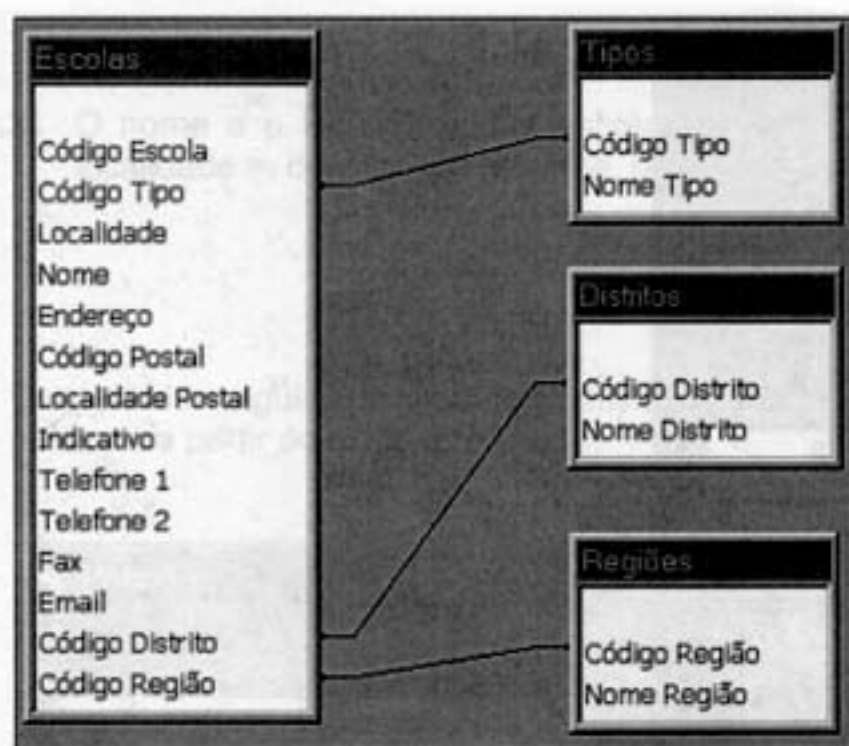 Escolas
Código Escola
Código Tipo
Localidade
Nome
Endereço
Código Postal
Localidade Postal
Indicativo
Telefone 1
Telefone 2
Fax
Email
Código Distrito
Código Região
Tipos
Código Tipo
Nome Tipo
Distritos
Código Distrito
Nome Distrito
Regiões
Código Região
Nome Região